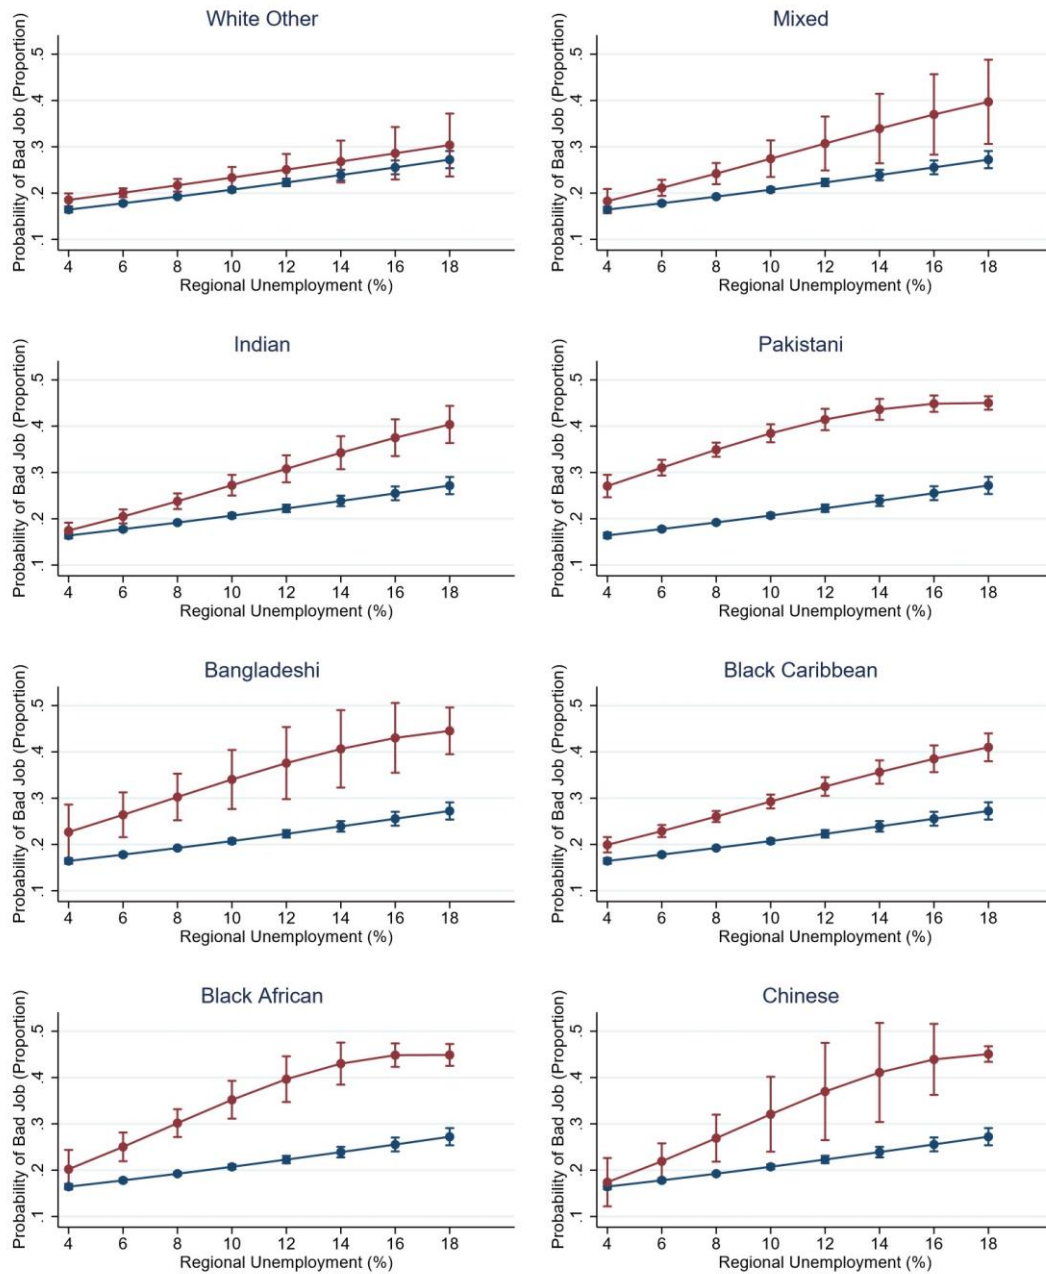 White Other
Probability of Bad Job (Proportion)
.5
.4
.3
.2
.1
4 6 8 10 12 14 16 18
Regional Unemployment (%)
Mixed
Probability of Bad Job (Proportion)
.5
.4
.3
.2
.1
4 6 8 10 12 14 16 18
Regional Unemployment (%)
Indian
Probability of Bad Job (Proportion)
.5
.4
.3
.2
.1
4 6 8 10 12 14 16 18
Regional Unemployment (%)
Pakistani
Probability of Bad Job (Proportion)
.5
.4
.3
.2
.1
4 6 8 10 12 14 16 18
Regional Unemployment (%)
Bangladeshi
Probability of Bad Job (Proportion)
.5
.4
.3
.2
.1
4 6 8 10 12 14 16 18
Regional Unemployment (%)
Black Caribbean
Probability of Bad Job (Proportion)
.5
.4
.3
.2
.1
4 6 8 10 12 14 16 18
Regional Unemployment (%)
Black African
Probability of Bad Job (Proportion)
.5
.4
.3
.2
.1
4 6 8 10 12 14 16 18
Regional Unemployment (%)
Chinese
Probability of Bad Job (Proportion)
.5
.4
.3
.2
.1
4 6 8 10 12 14 16 18
Regional Unemployment (%)